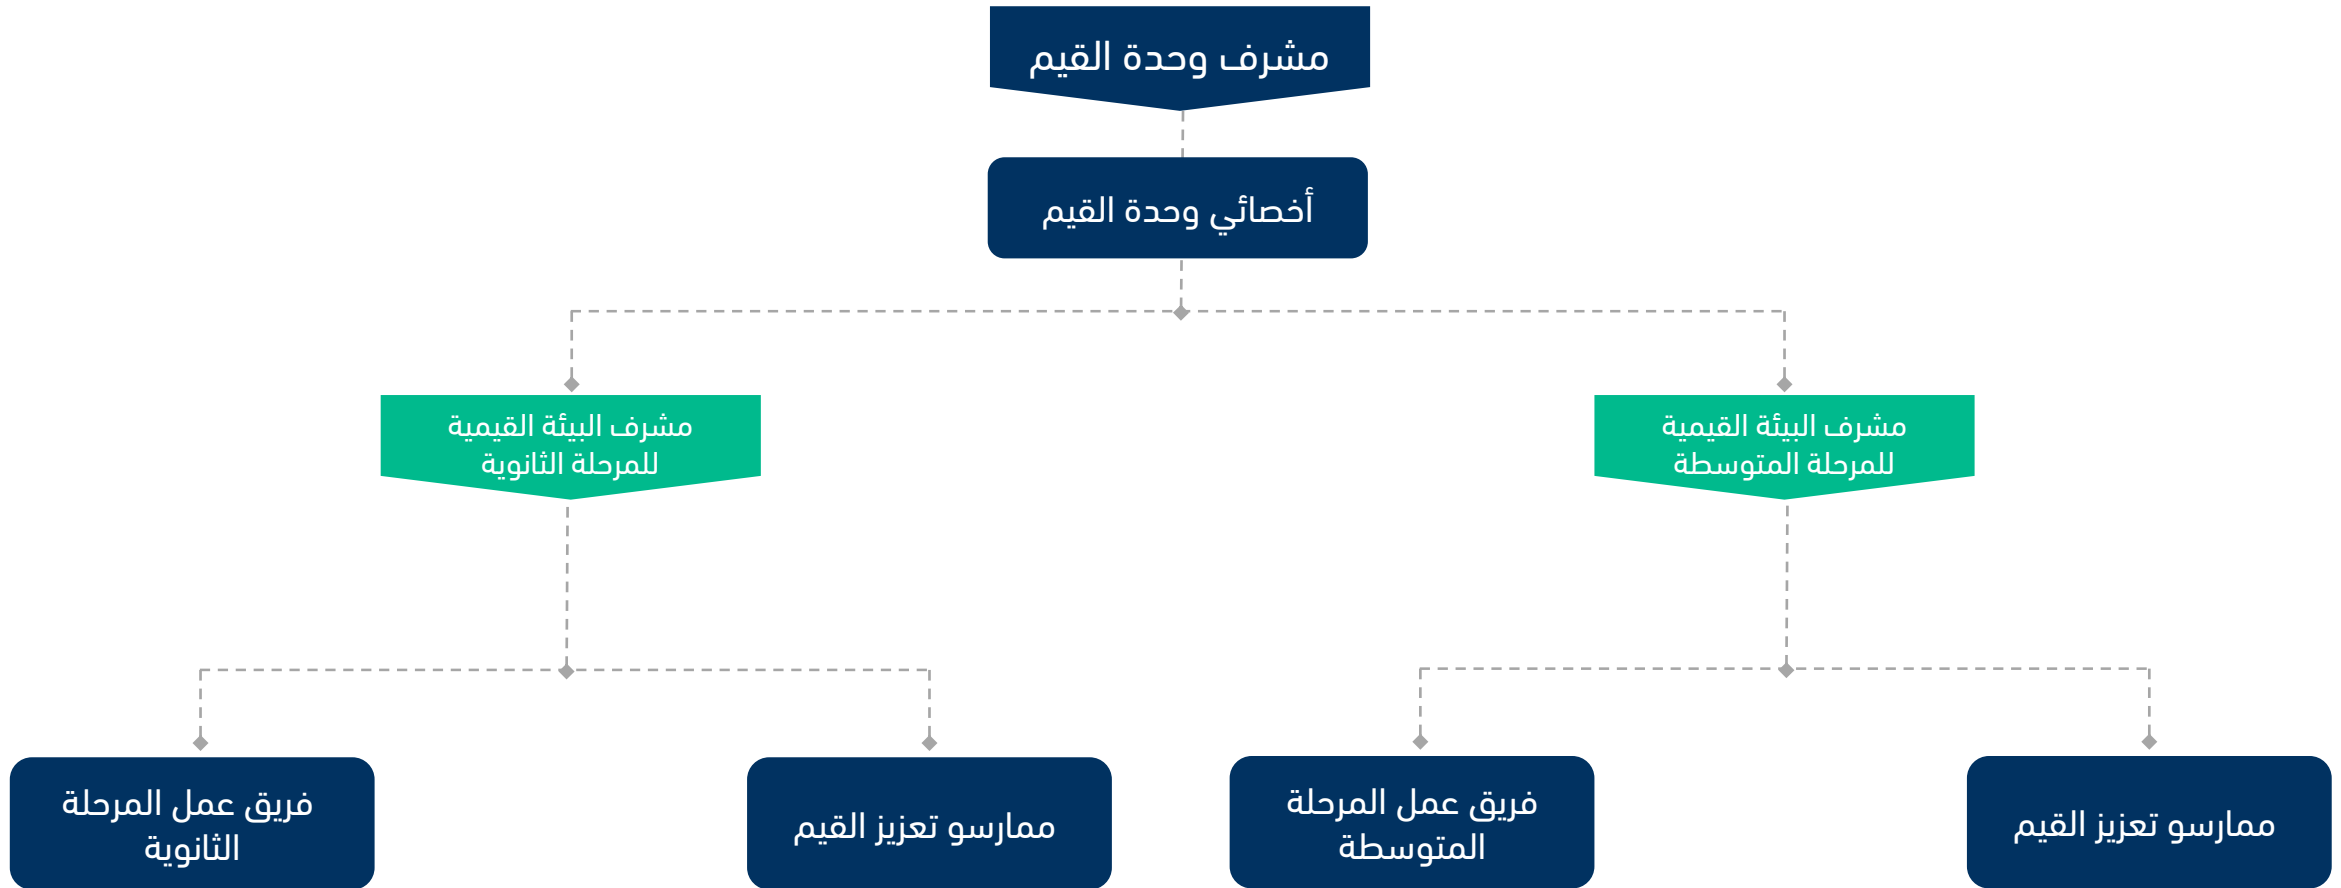 مشرف وحدة القيم
أخصائي وحدة القيم
مشرف البيئة القيمية
للمرحلة المتوسطة
مشرف البيئة القيمية
للمرحلة الثانوية
ممارسو تعزيز القيم
فريق عمل المرحلة
المتوسطة
ممارسو تعزيز القيم
فريق عمل المرحلة
الثانوية